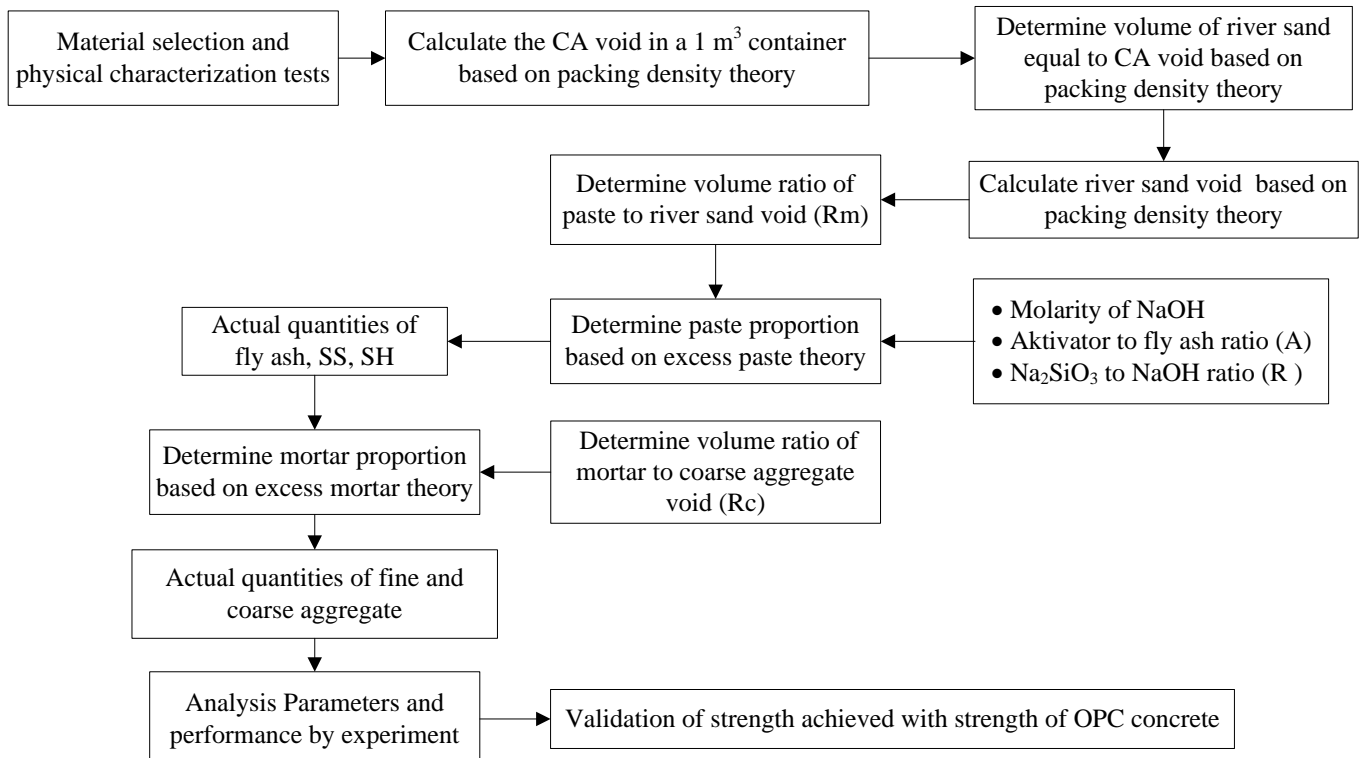 Material selection and
physical characterization tests
Calculate the CA void in a 1 m³ container
based on packing density theory
Determine volume of river sand
equal to CA void based on
packing density theory
Calculate river sand void based on
packing density theory
Determine volume ratio of
paste to river sand void (Rm)
• Molarity of NaOH
• Aktivator to fly ash ratio (A)
• Na₂SiO₃ to NaOH ratio (R )
Determine paste proportion
based on excess paste theory
Actual quantities of
fly ash, SS, SH
Determine volume ratio of
mortar to coarse aggregate
void (Rc)
Determine mortar proportion
based on excess mortar theory
Actual quantities of fine and
coarse aggregate
Analysis Parameters and
performance by experiment
Validation of strength achieved with strength of OPC concrete